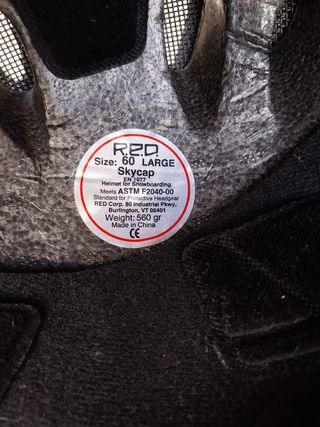 R.E.D
Size: 60 LARGE
Skycap
EN 1077
Helmet for Snowboarding.
Meets ASTM F2040-00
Standard for Protective Headgear
RED Corp. 80 Industrial Pkwy,
Burlington, VT 05401
Weight: 560 gr
Made in China
CE